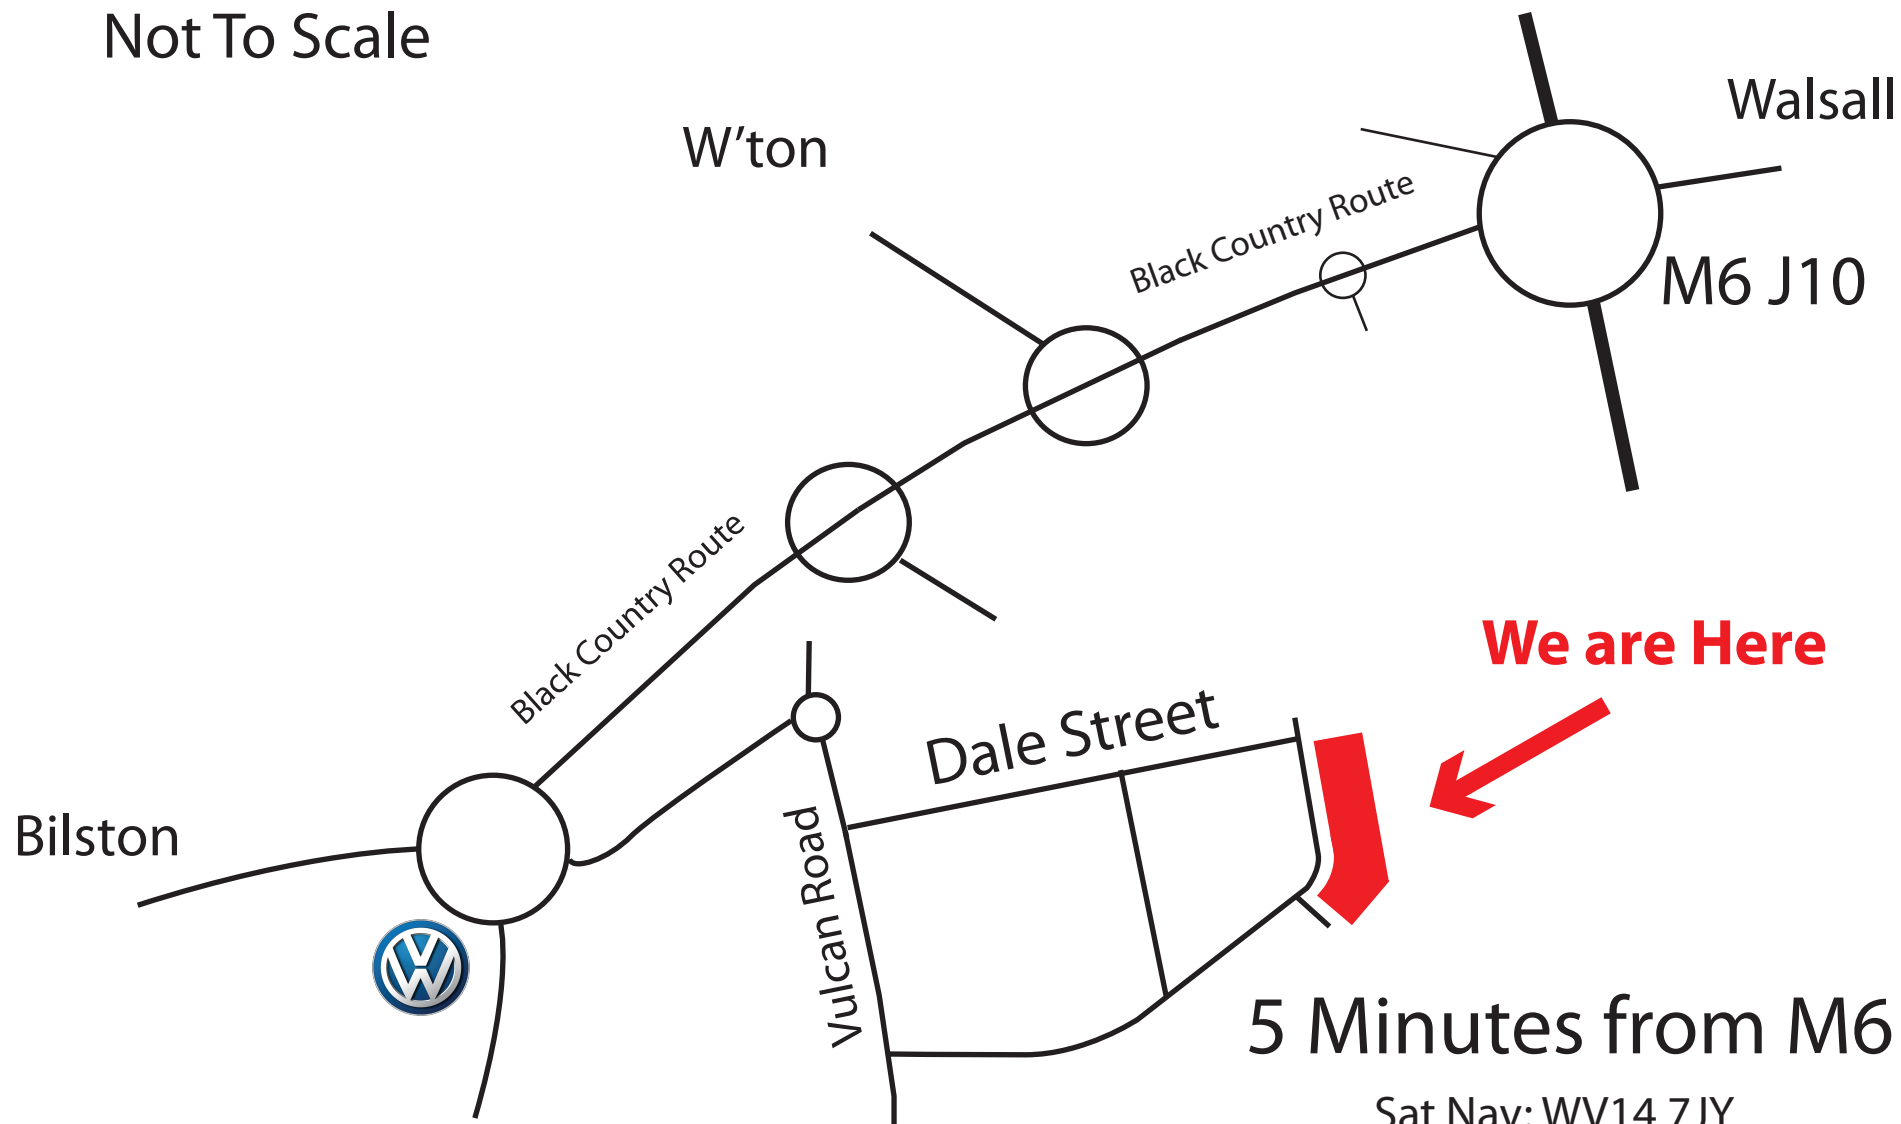 Not To Scale
Walsall
W'ton
Black Country Route
M6 J10
Black Country Route
We are Here
Dale Street
Bilston
Vulcan Road
5 Minutes from M6
Sat Nav: WV14 7JY